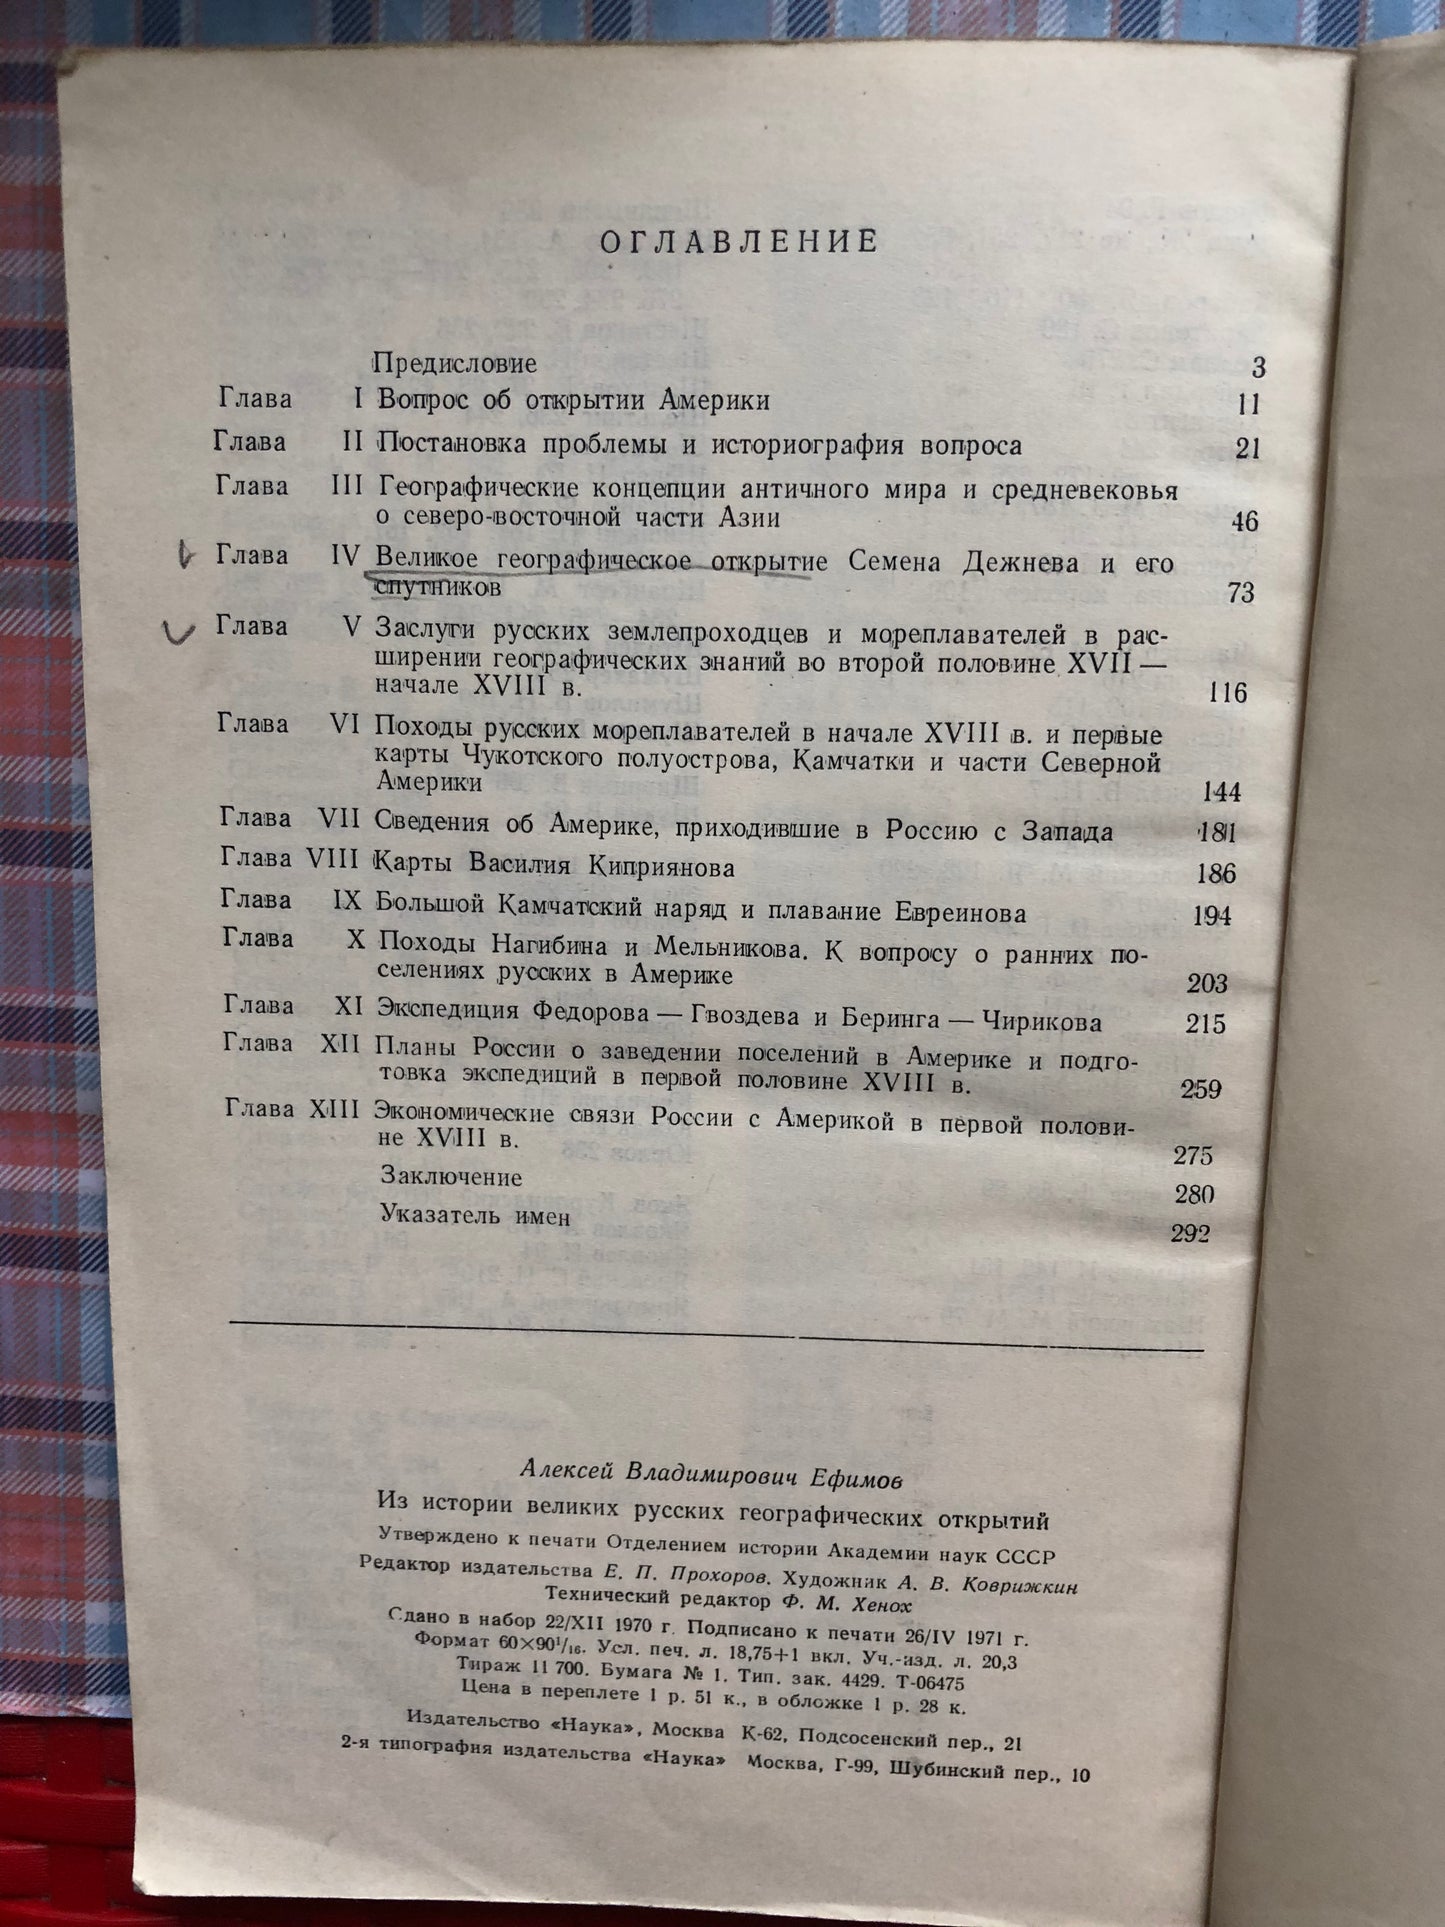 ОГЛАВЛЕНИЕ
Предисловие 3
Глава I Вопрос об открытии Америки 11
Глава II Постановка проблемы и историография вопроса 21
Глава III Географические концепции античного мира и средневековья
о северо-восточной части Азии 46
Глава IV Великое географическое открытие Семена Дежнева и его
спутников 73
Глава V Заслуги русских землепроходцев и мореплавателей в рас-
ширении географических знаний во второй половине XVII —
начале XVIII в. 116
Глава VI Походы русских мореплавателей в начале XVIII в. и первые
карты Чукотского полуострова, Камчатки и части Северной
Америки 144
Глава VII Сведения об Америке, приходившие в Россию с Запада 181
Глава VIII Карты Василия Киприянова 186
Глава IX Большой Камчатский наряд и плавание Евреинова 194
Глава X Походы Нагибина и Мельникова. К вопросу о ранних по-
селениях русских в Америке 203
Глава XI Экспедиция Федорова — Гвоздева и Беринга — Чирикова 215
Глава XII Планы России о заведении поселений в Америке и подго-
товка экспедиций в первой половине XVIII в. 259
Глава XIII Экономические связи России с Америкой в первой полови-
не XVIII в. 275
Заключение 280
Указатель имен 292
Алексей Владимирович Ефимов
Из истории великих русских географических открытий
Утверждено к печати Отделением истории Академии наук СССР
Редактор издательства Е. П. Прохоров. Художник А. В. Коврижкин
Технический редактор Ф. М. Хенох
Сдано в набор 22/XII 1970 г. Подписано к печати 26/IV 1971 г.
Формат 60×90¹/₁₆. Усл. печ. л. 18,75+1 вкл. Уч.-изд. л. 20,3
Тираж 11 700. Бумага № 1. Тип. зак. 4429. Т-06475
Цена в переплете 1 р. 51 к., в обложке 1 р. 28 к.
Издательство «Наука», Москва К-62, Подсосенский пер., 21
2-я типография издательства «Наука» Москва, Г-99, Шубинский пер., 10